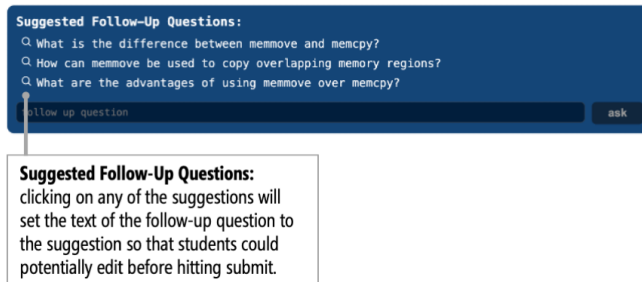 Suggested Follow-Up Questions:
What is the difference between memmove and memcpy?
How can memmove be used to copy overlapping memory regions?
What are the advantages of using memmove over memcpy?
follow up question
ask
Suggested Follow-Up Questions:
clicking on any of the suggestions will
set the text of the follow-up question to
the suggestion so that students could
potentially edit before hitting submit.